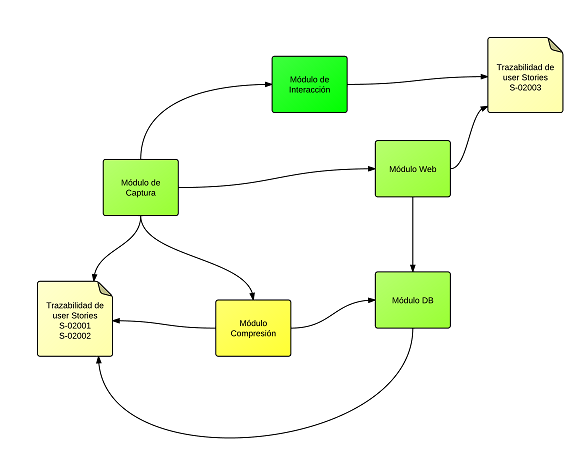 Trazabilidad de
user Stories
S-02003
Módulo de
Interacción
Módulo Web
Módulo de
Captura
Módulo DB
Trazabilidad de
user Stories
S-02001
S-02002
Módulo
Compresión